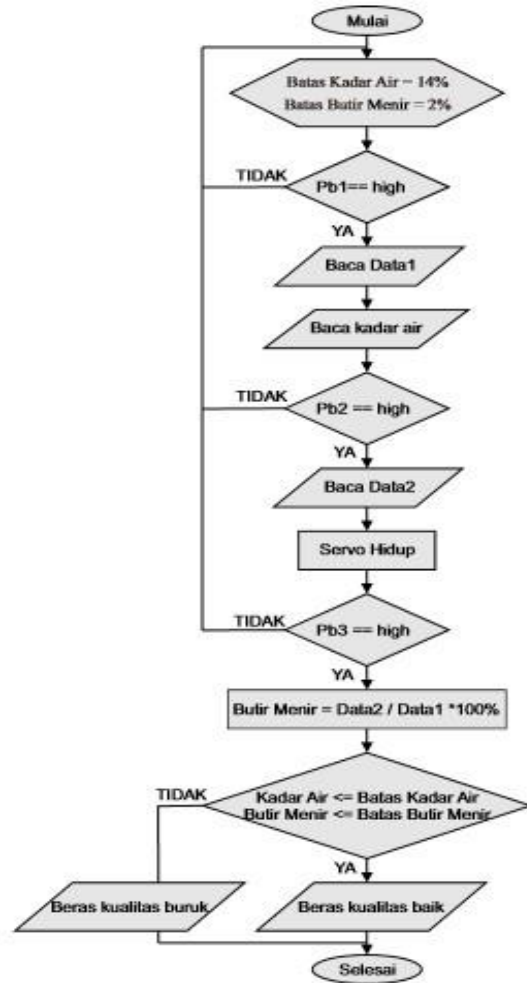 Mulai
Batas Kadar Air = 14%
Batas Butir Menir = 2%
TIDAK
Pb1== high
YA
Baca Data1
Baca kadar air
TIDAK
Pb2 == high
YA
Baca Data2
Servo Hidup
TIDAK
Pb3 == high
YA
Butir Menir = Data2 / Data1 *100%
TIDAK
Kadar Air <= Batas Kadar Air
Butir Menir <= Batas Butir Menir
YA
Beras kualitas buruk
Beras kualitas baik
Selesai